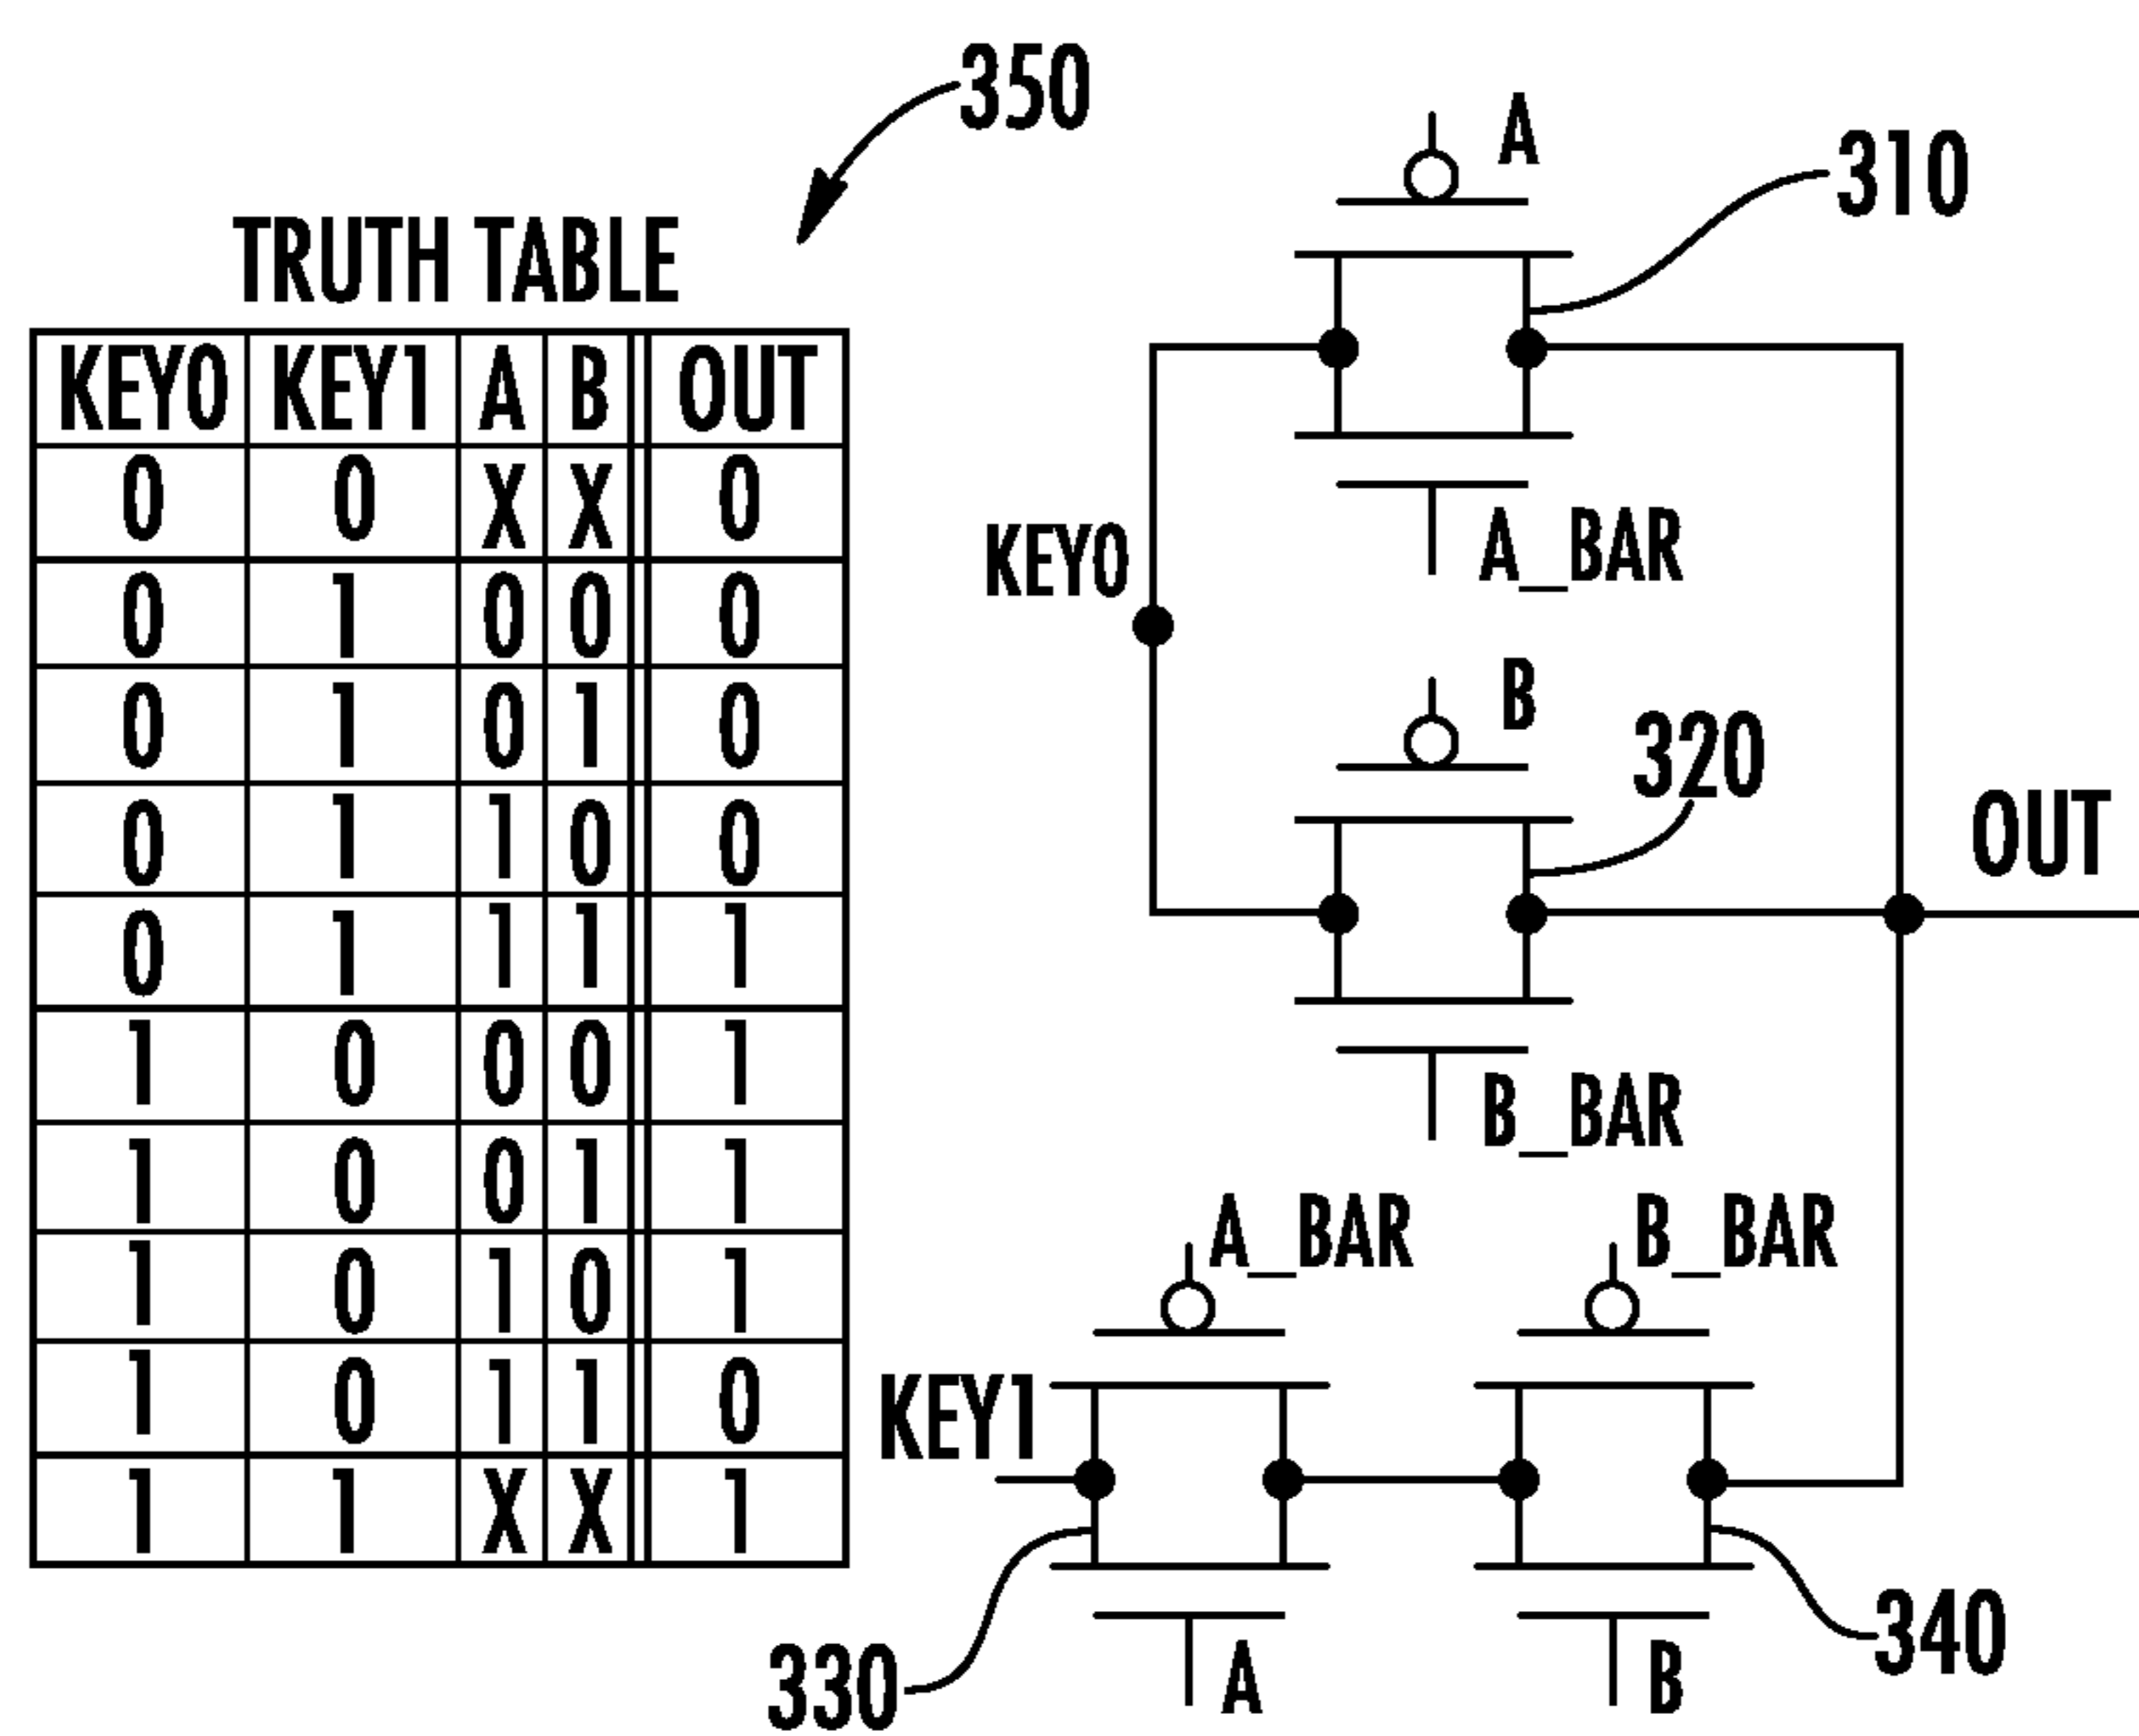 350
TRUTH TABLE
KEY0 KEY1 A B OUT
0 0 X X 0
0 1 0 0 0
0 1 0 1 0
0 1 1 0 0
0 1 1 1 1
1 0 0 0 1
1 0 0 1 1
1 0 1 0 1
1 0 1 1 0
1 1 X X 1
A
310
A_BAR
KEY0
B
320
OUT
B_BAR
A_BAR
B_BAR
KEY1
330
A
B
340